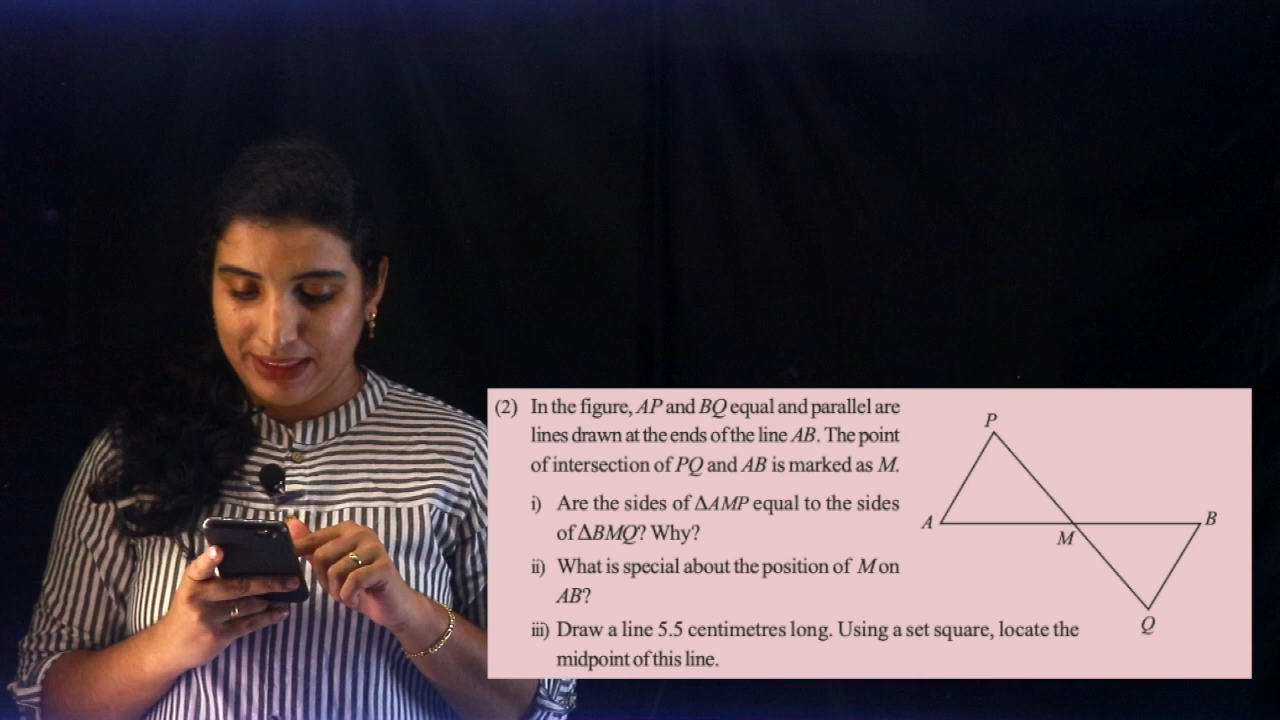 (2) In the figure, AP and BQ equal and parallel are
lines drawn at the ends of the line AB. The point
of intersection of PQ and AB is marked as M.
i) Are the sides of ΔAMP equal to the sides
of ΔBMQ? Why?
ii) What is special about the position of M on
AB?
iii) Draw a line 5.5 centimetres long. Using a set square, locate the
midpoint of this line.
P
A
B
M
Q